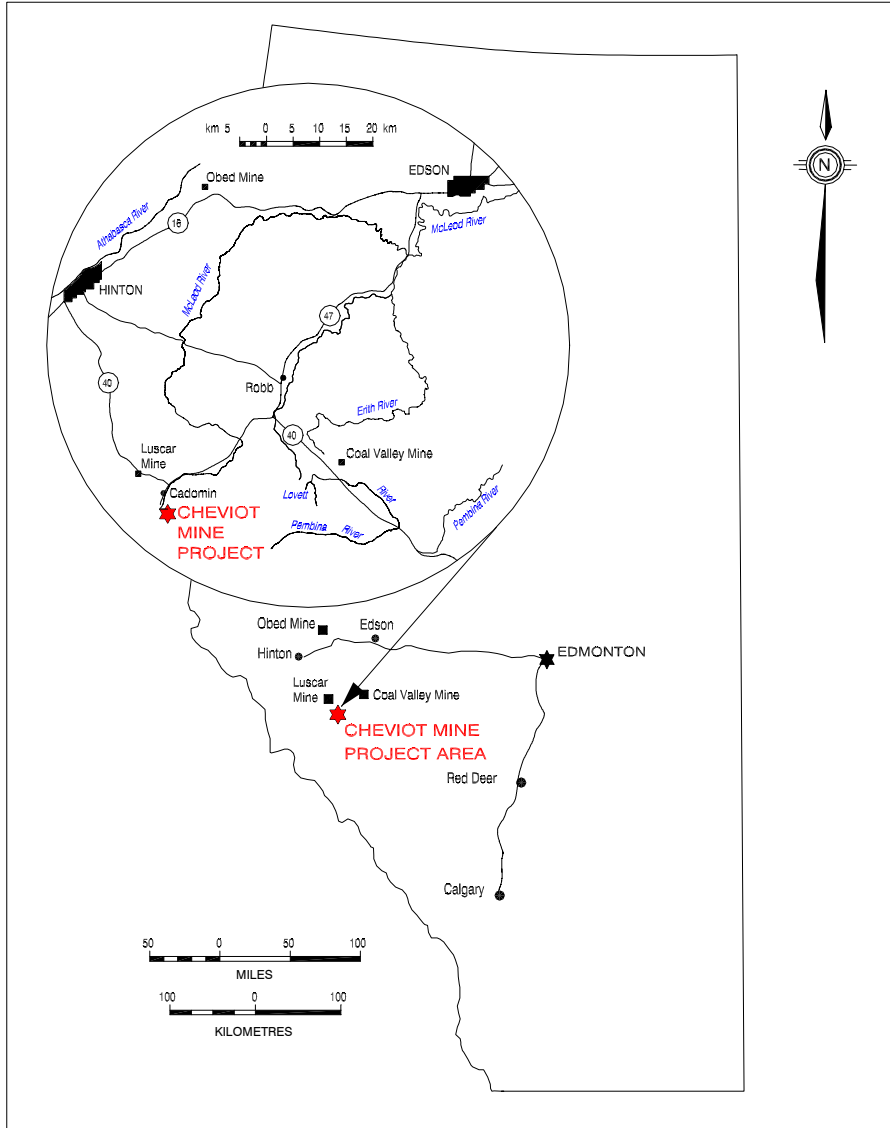 km 5 0 5 10 15 20 km
EDSON
Obed Mine
McLeod River
Athabasca River
16
N
HINTON
McLeod River
47
40
Robb
Erith River
40
Luscar
Mine
Coal Valley Mine
Cadomin
Lovett
River
Pembina River
CHEVIOT
MINE
PROJECT
Pembina River
Obed Mine
Edson
Hinton
EDMONTON
Luscar
Mine
Coal Valley Mine
CHEVIOT MINE
PROJECT AREA
Red Deer
Calgary
50 0 50 100
MILES
100 0 100
KILOMETRES